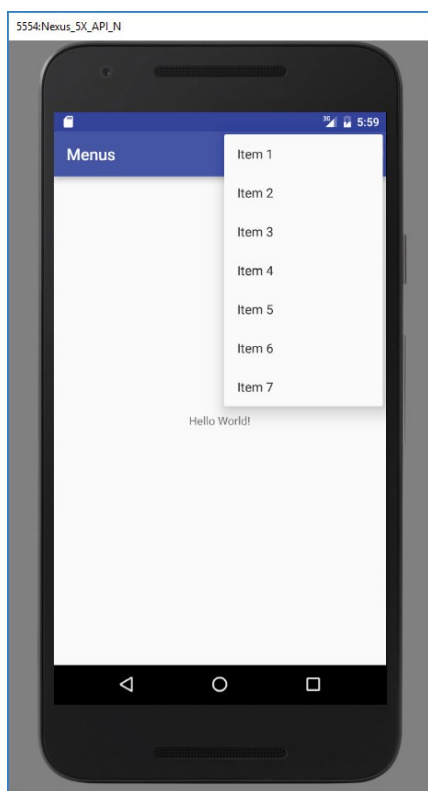 5554:Nexus_5X_API_N
3G 5:59
Menus
Item 1
Item 2
Item 3
Item 4
Item 5
Item 6
Item 7
Hello World!